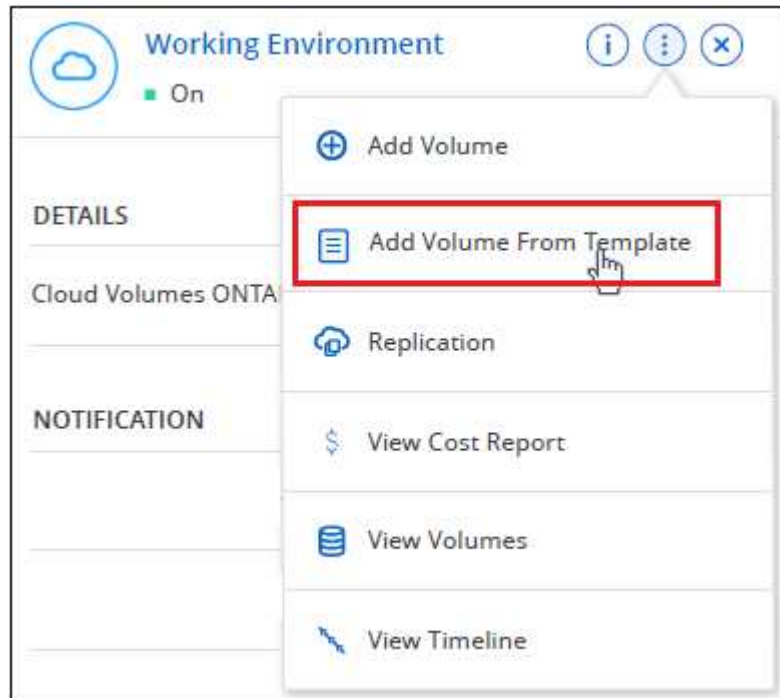 Working Environment
On
Add Volume
DETAILS
Add Volume From Template
Cloud Volumes ONTA
Replication
NOTIFICATION
$ View Cost Report
View Volumes
View Timeline